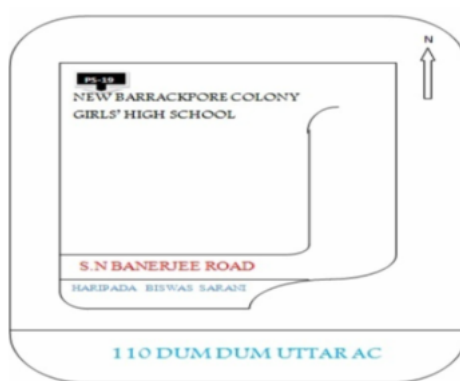 N
PS-19
NEW BARRACKPORE COLONY
GIRLS' HIGH SCHOOL
S.N BANERJEE ROAD
HARIPADA BISWAS SARANI
110 DUM DUM UTTAR AC